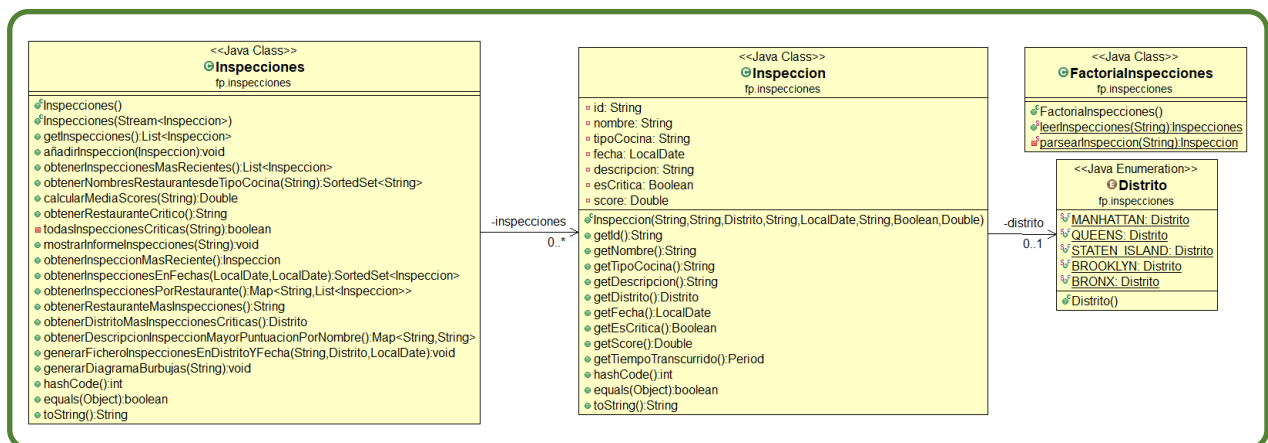 <<Java Class>>
Inspecciones
fp.inspecciones
Inspecciones()
Inspecciones(Stream<Inspeccion>)
getInspecciones():List<Inspeccion>
añadirInspeccion(Inspeccion):void
obtenerInspeccionesMasRecientes():List<Inspeccion>
obtenerNombresRestaurantesdeTipoCocina(String):SortedSet<String>
calcularMediaScores(String):Double
obtenerRestauranteCritico():String
todasInspeccionesCriticas(String):boolean
mostrarInformeInspecciones(String):void
obtenerInspeccionMasReciente():Inspeccion
obtenerInspeccionesEnFechas(LocalDate,LocalDate):SortedSet<Inspeccion>
obtenerInspeccionesPorRestaurante():Map<String,List<Inspeccion>>
obtenerRestauranteMasInspecciones():String
obtenerDistritoMasInspeccionesCriticas():Distrito
obtenerDescripcionInspeccionMayorPuntuacionPorNombre():Map<String,String>
generarFicheroInspeccionesEnDistritoYFecha(String,Distrito,LocalDate):void
generarDiagramaBurbujas(String):void
hashCode():int
equals(Object):boolean
toString():String
-inspecciones
0..*
<<Java Class>>
Inspeccion
fp.inspecciones
id: String
nombre: String
tipoCocina: String
fecha: LocalDate
descripcion: String
esCritica: Boolean
score: Double
Inspeccion(String,String,Distrito,String,LocalDate,String,Boolean,Double)
getId():String
getNombre():String
getTipoCocina():String
getDescripcion():String
getDistrito():Distrito
getFecha():LocalDate
getEsCritica():Boolean
getScore():Double
getTiempoTranscurrido():Period
hashCode():int
equals(Object):boolean
toString():String
-distrito
0..1
<<Java Class>>
FactoriaInspecciones
fp.inspecciones
FactoriaInspecciones()
leerInspecciones(String):Inspecciones
parsearInspeccion(String):Inspeccion
<<Java Enumeration>>
Distrito
fp.inspecciones
MANHATTAN: Distrito
QUEENS: Distrito
STATEN_ISLAND: Distrito
BROOKLYN: Distrito
BRONX: Distrito
Distrito()